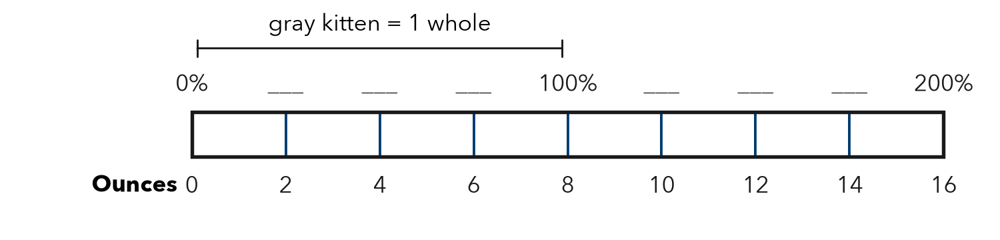 gray kitten = 1 whole
0% ___ ___ ___ 100% ___ ___ ___ 200%
Ounces 0 2 4 6 8 10 12 14 16